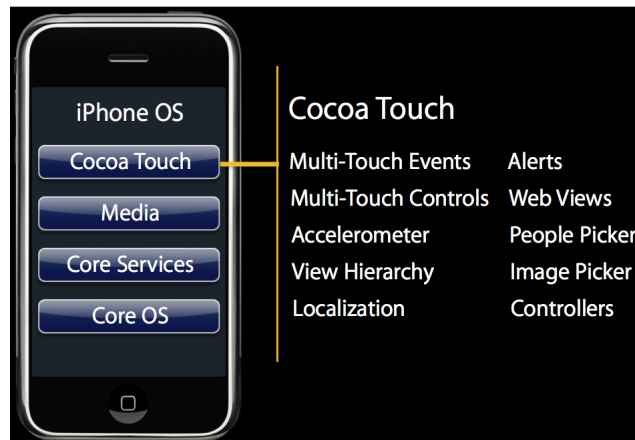 iPhone OS
Cocoa Touch
Media
Core Services
Core OS
Cocoa Touch
Multi-Touch Events
Multi-Touch Controls
Accelerometer
View Hierarchy
Localization
Alerts
Web Views
People Picker
Image Picker
Controllers